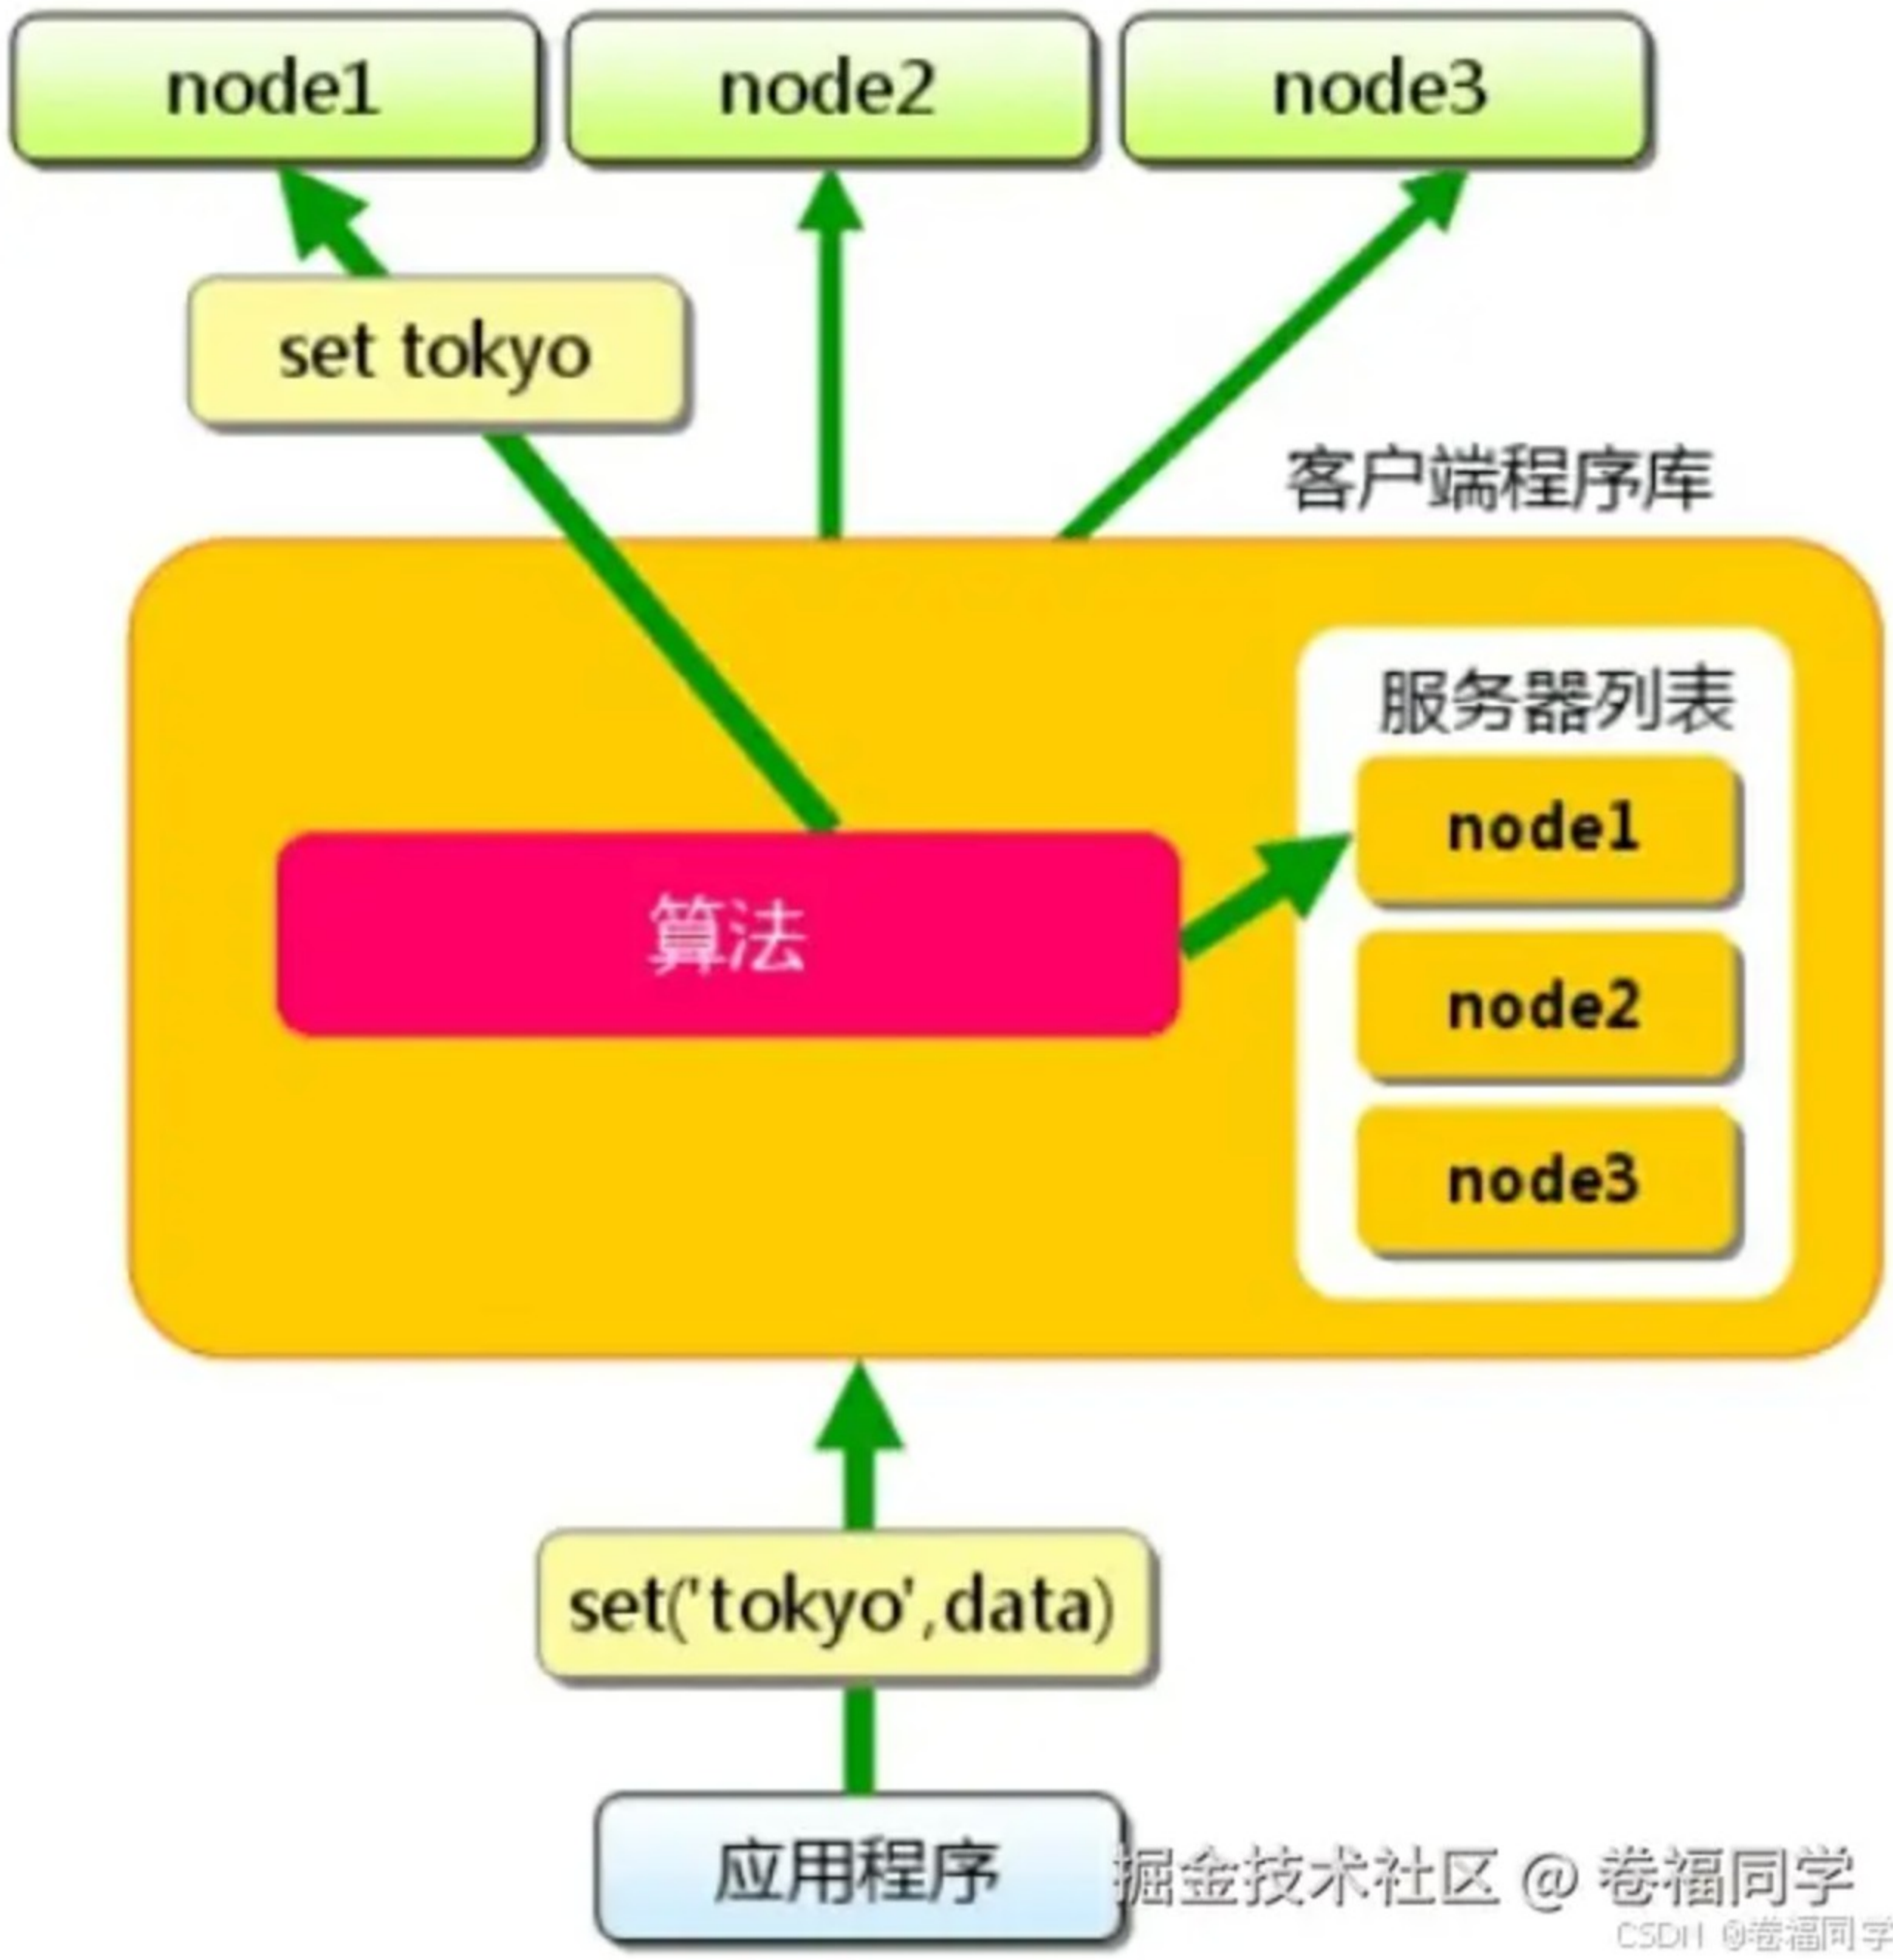 node1
node2
node3
set tokyo
客户端程序库
服务器列表
node1
算法
node2
node3
set('tokyo',data)
应用程序
掘金技术社区 @ 卷福同学
CSDN @卷福同学